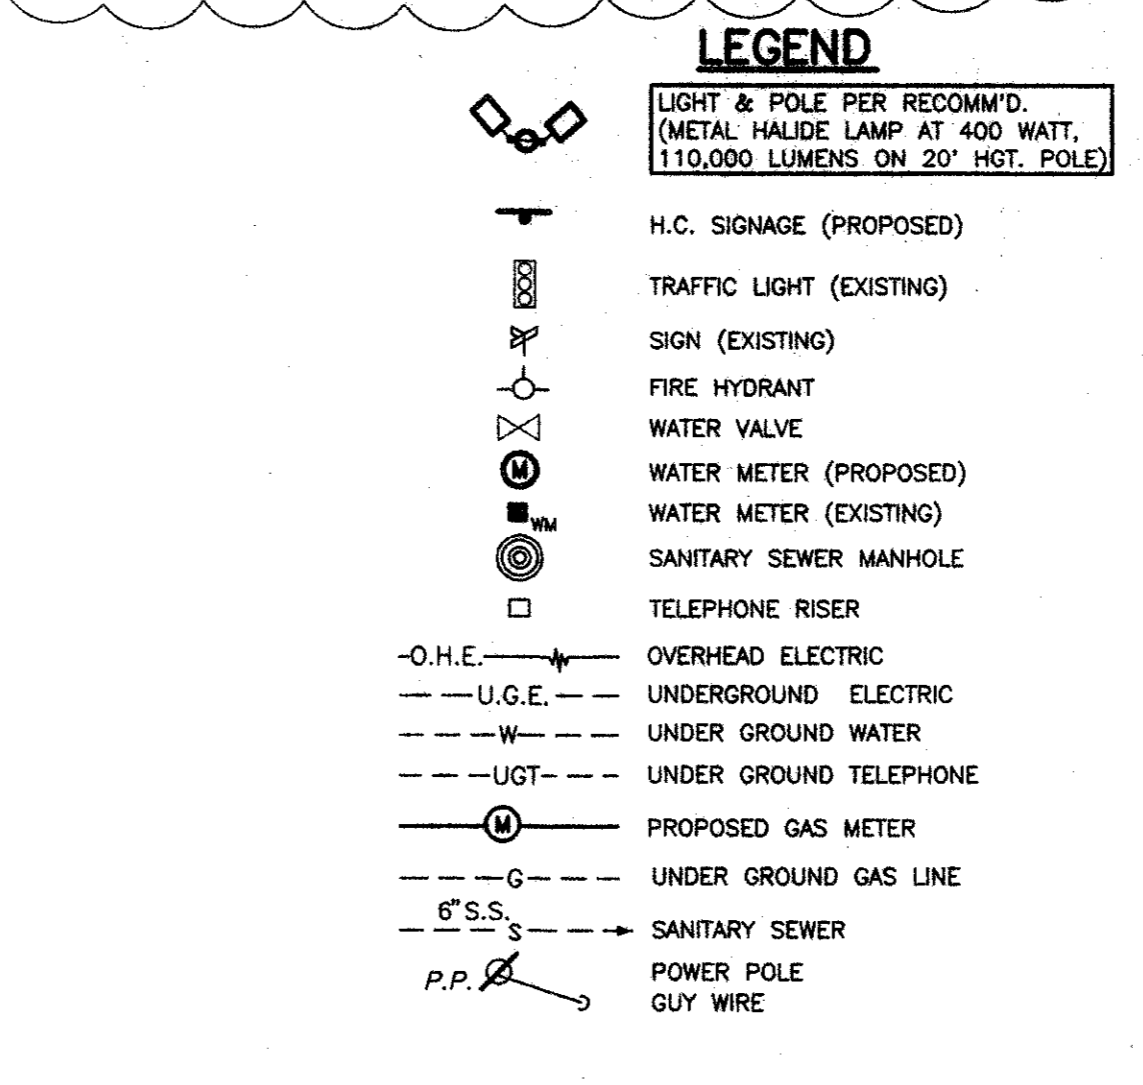 LEGEND
LIGHT & POLE PER RECOMM'D.
(METAL HALIDE LAMP AT 400 WATT,
110,000 LUMENS ON 20' HGT. POLE)
H.C. SIGNAGE (PROPOSED)
TRAFFIC LIGHT (EXISTING)
SIGN (EXISTING)
FIRE HYDRANT
WATER VALVE
M WATER METER (PROPOSED)
WM WATER METER (EXISTING)
SANITARY SEWER MANHOLE
TELEPHONE RISER
O.H.E. OVERHEAD ELECTRIC
U.G.E. UNDERGROUND ELECTRIC
W UNDER GROUND WATER
UGT UNDER GROUND TELEPHONE
M PROPOSED GAS METER
G UNDER GROUND GAS LINE
6" S.S.
S SANITARY SEWER
P.P. POWER POLE
GUY WIRE